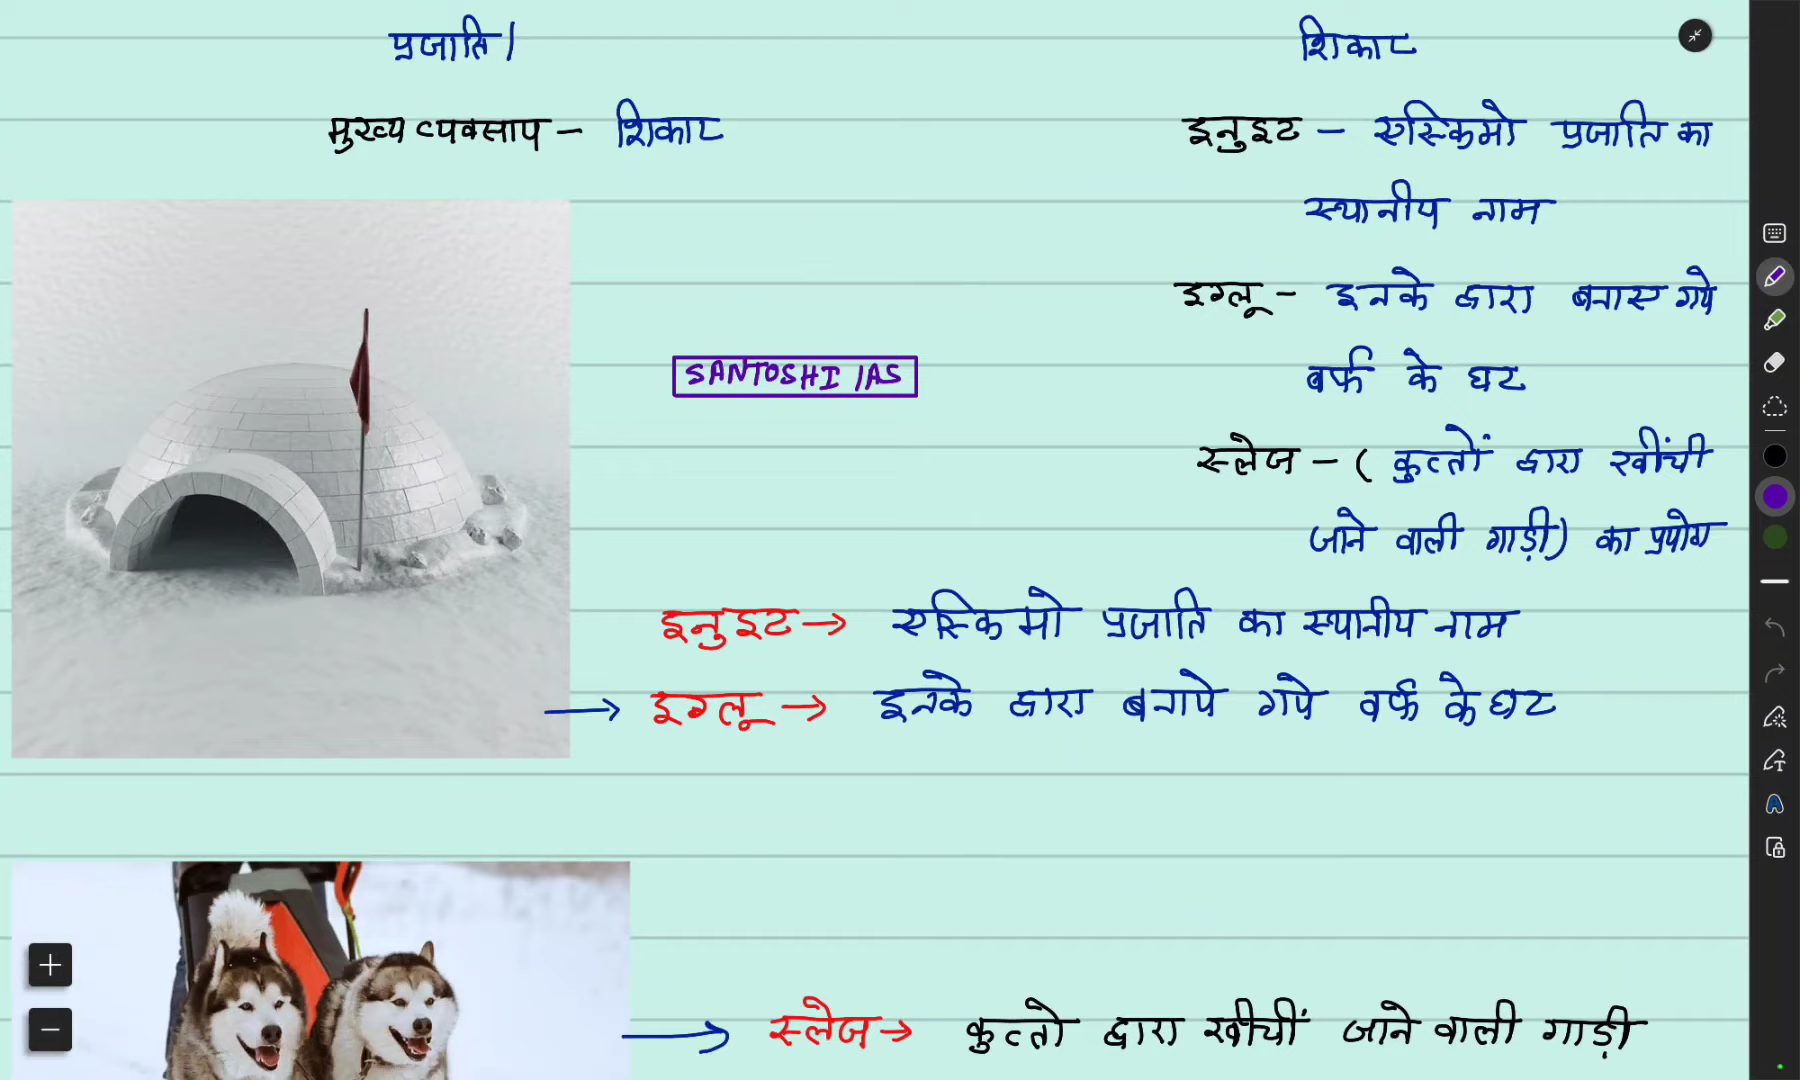 प्रजाति।
मुख्य व्यवसाय - शिकार
शिकार
इनुइट - एस्किमो प्रजाति का
स्थानीय नाम
इग्लू - इनके द्वारा बनाए गये
बर्फ के घर
स्लेज - ( कुत्तों द्वारा खींची
जाने वाली गाड़ी) का प्रयोग
SANTOSHI IAS
इनुइट → एस्किमो प्रजाति का स्थानीय नाम
→ इग्लू → इनके द्वारा बनाये गये बर्फ के घर
→ स्लेज → कुत्तो द्वारा खीचीं जाने वाली गाड़ी